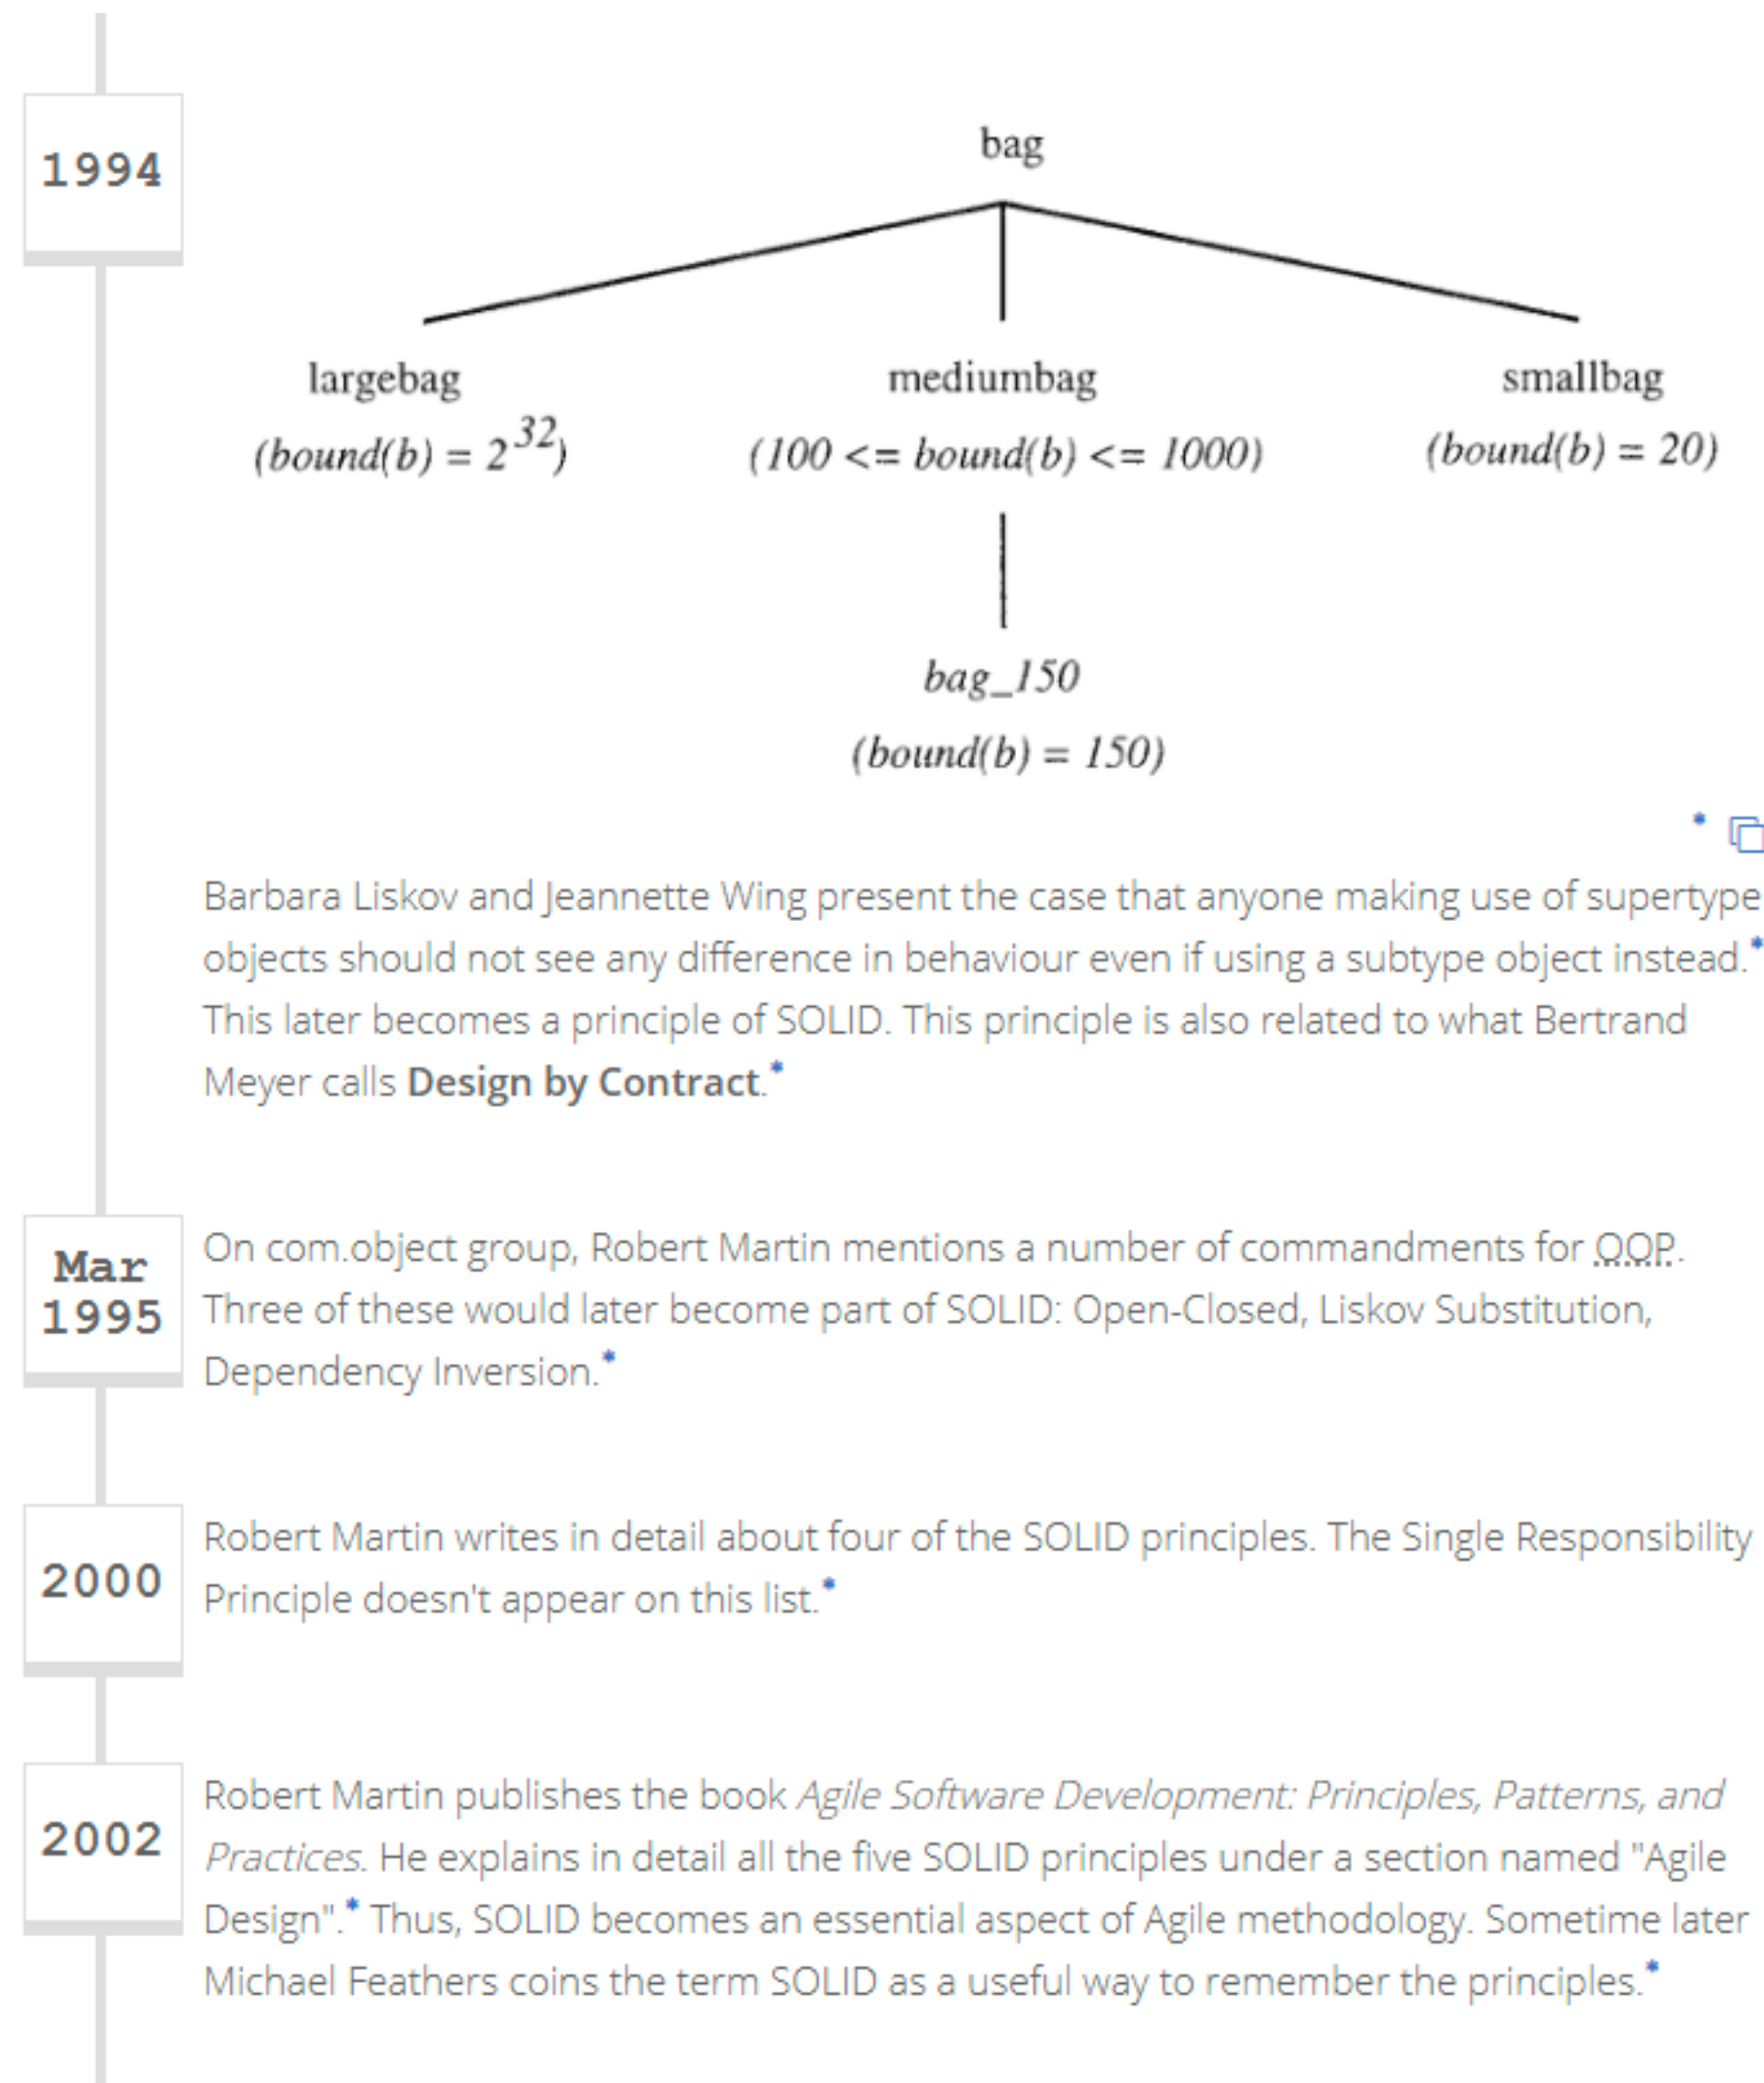 1994
bag
largebag mediumbag smallbag
(bound(b) = 2^32) (100 <= bound(b) <= 1000) (bound(b) = 20)
bag_150
(bound(b) = 150)
*
Barbara Liskov and Jeannette Wing present the case that anyone making use of supertype
objects should not see any difference in behaviour even if using a subtype object instead.*
This later becomes a principle of SOLID. This principle is also related to what Bertrand
Meyer calls Design by Contract.*
Mar
1995
On com.object group, Robert Martin mentions a number of commandments for OOP.
Three of these would later become part of SOLID: Open-Closed, Liskov Substitution,
Dependency Inversion.*
2000
Robert Martin writes in detail about four of the SOLID principles. The Single Responsibility
Principle doesn't appear on this list.*
2002
Robert Martin publishes the book Agile Software Development: Principles, Patterns, and
Practices. He explains in detail all the five SOLID principles under a section named "Agile
Design".* Thus, SOLID becomes an essential aspect of Agile methodology. Sometime later
Michael Feathers coins the term SOLID as a useful way to remember the principles.*